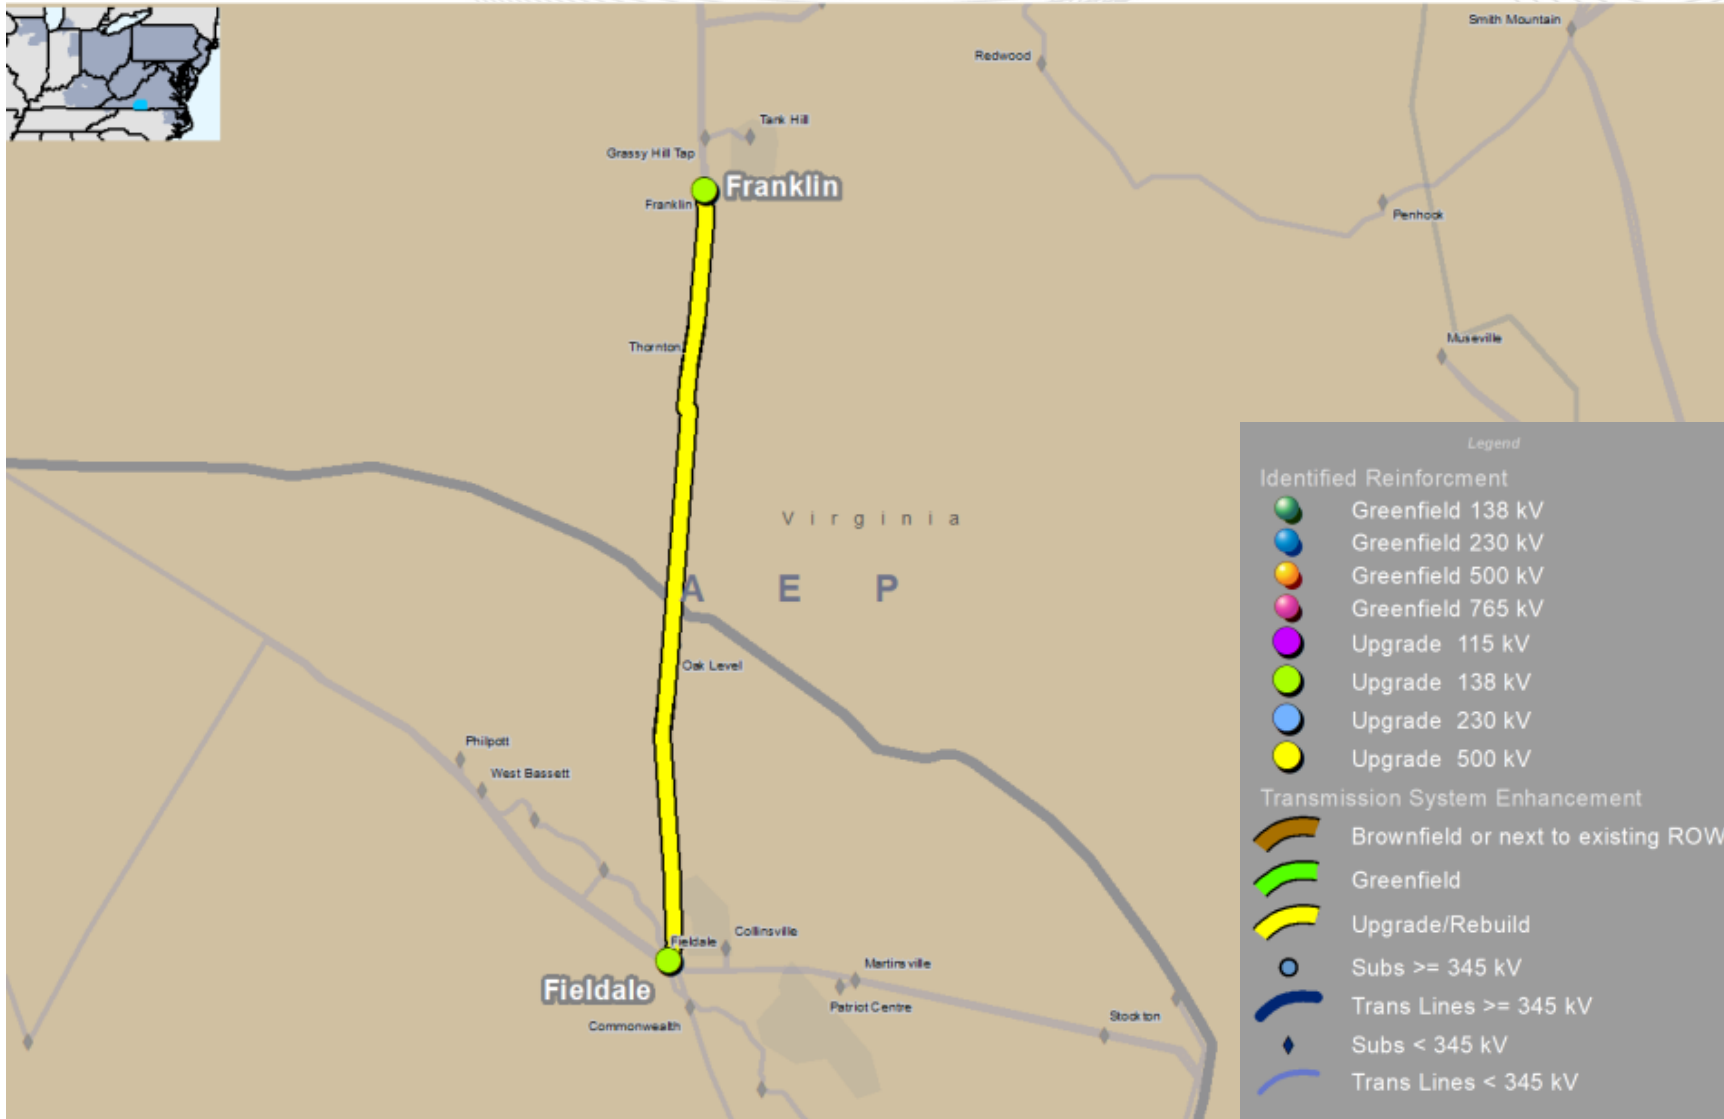 Smith Mountain
Redwood
Tank Hill
Grassy Hill Tap
Franklin
Franklin
Penhook
Thornton
Museville
Virginia
A E P
Oak Level
Philpott
West Bassett
Collinsville
Fieldale
Martinsville
Fieldale
Patriot Centre
Stockton
Commonwealth
Legend
Identified Reinforcment
Greenfield 138 kV
Greenfield 230 kV
Greenfield 500 kV
Greenfield 765 kV
Upgrade 115 kV
Upgrade 138 kV
Upgrade 230 kV
Upgrade 500 kV
Transmission System Enhancement
Brownfield or next to existing ROW
Greenfield
Upgrade/Rebuild
Subs >= 345 kV
Trans Lines >= 345 kV
Subs < 345 kV
Trans Lines < 345 kV